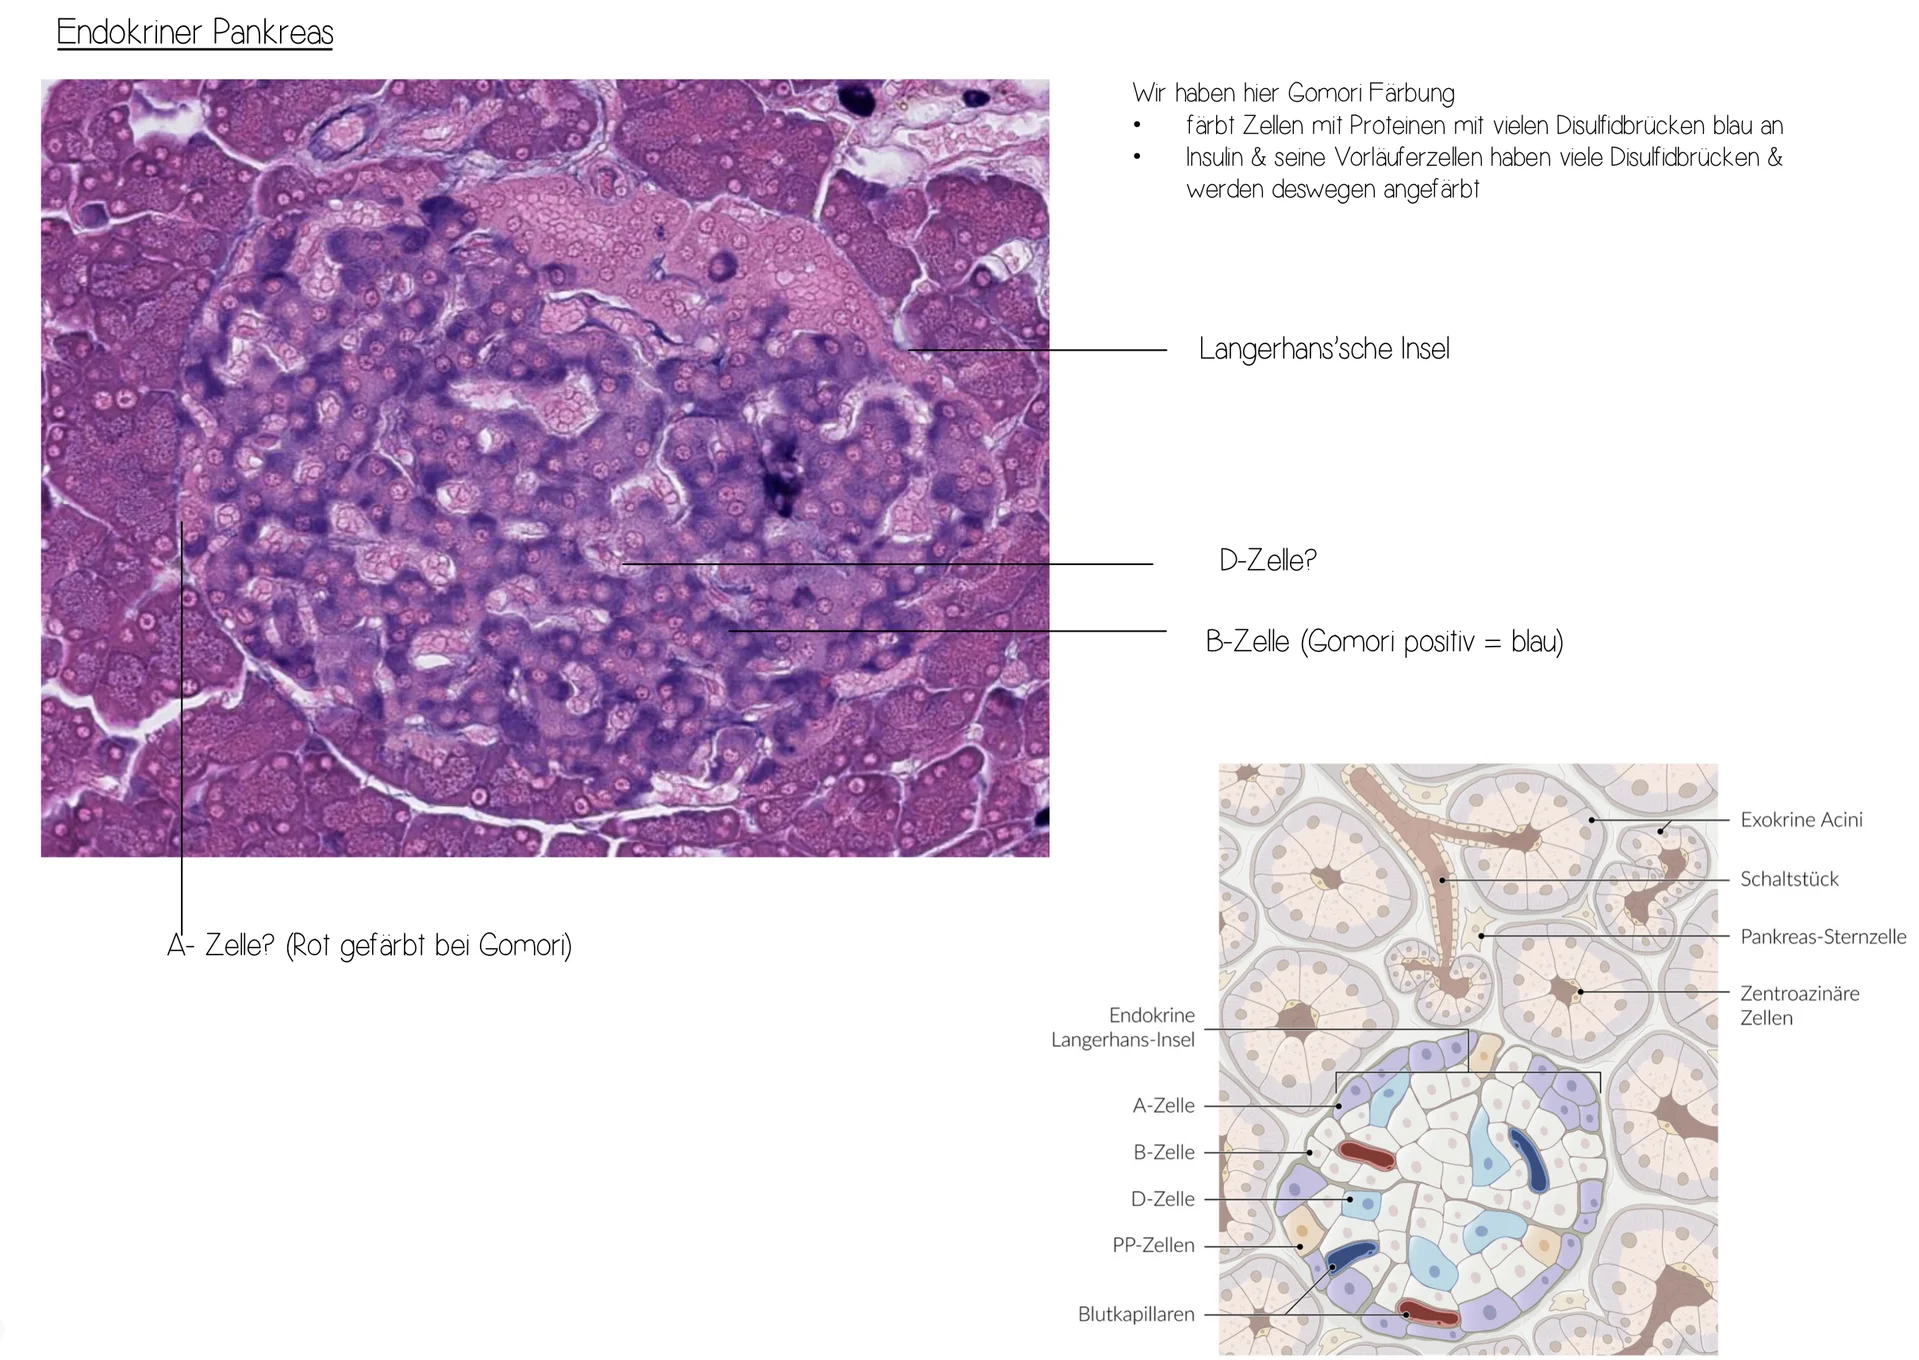 Endokriner Pankreas
Wir haben hier Gomori Färbung
• färbt Zellen mit Proteinen mit vielen Disulfidbrücken blau an
• Insulin & seine Vorläuferzellen haben viele Disulfidbrücken &
werden deswegen angefärbt
Langerhans'sche Insel
D-Zelle?
B-Zelle (Gomori positiv = blau)
A- Zelle? (Rot gefärbt bei Gomori)
Exokrine Acini
Schaltstück
Pankreas-Sternzelle
Zentroazinäre
Zellen
Endokrine
Langerhans-Insel
A-Zelle
B-Zelle
D-Zelle
PP-Zellen
Blutkapillaren